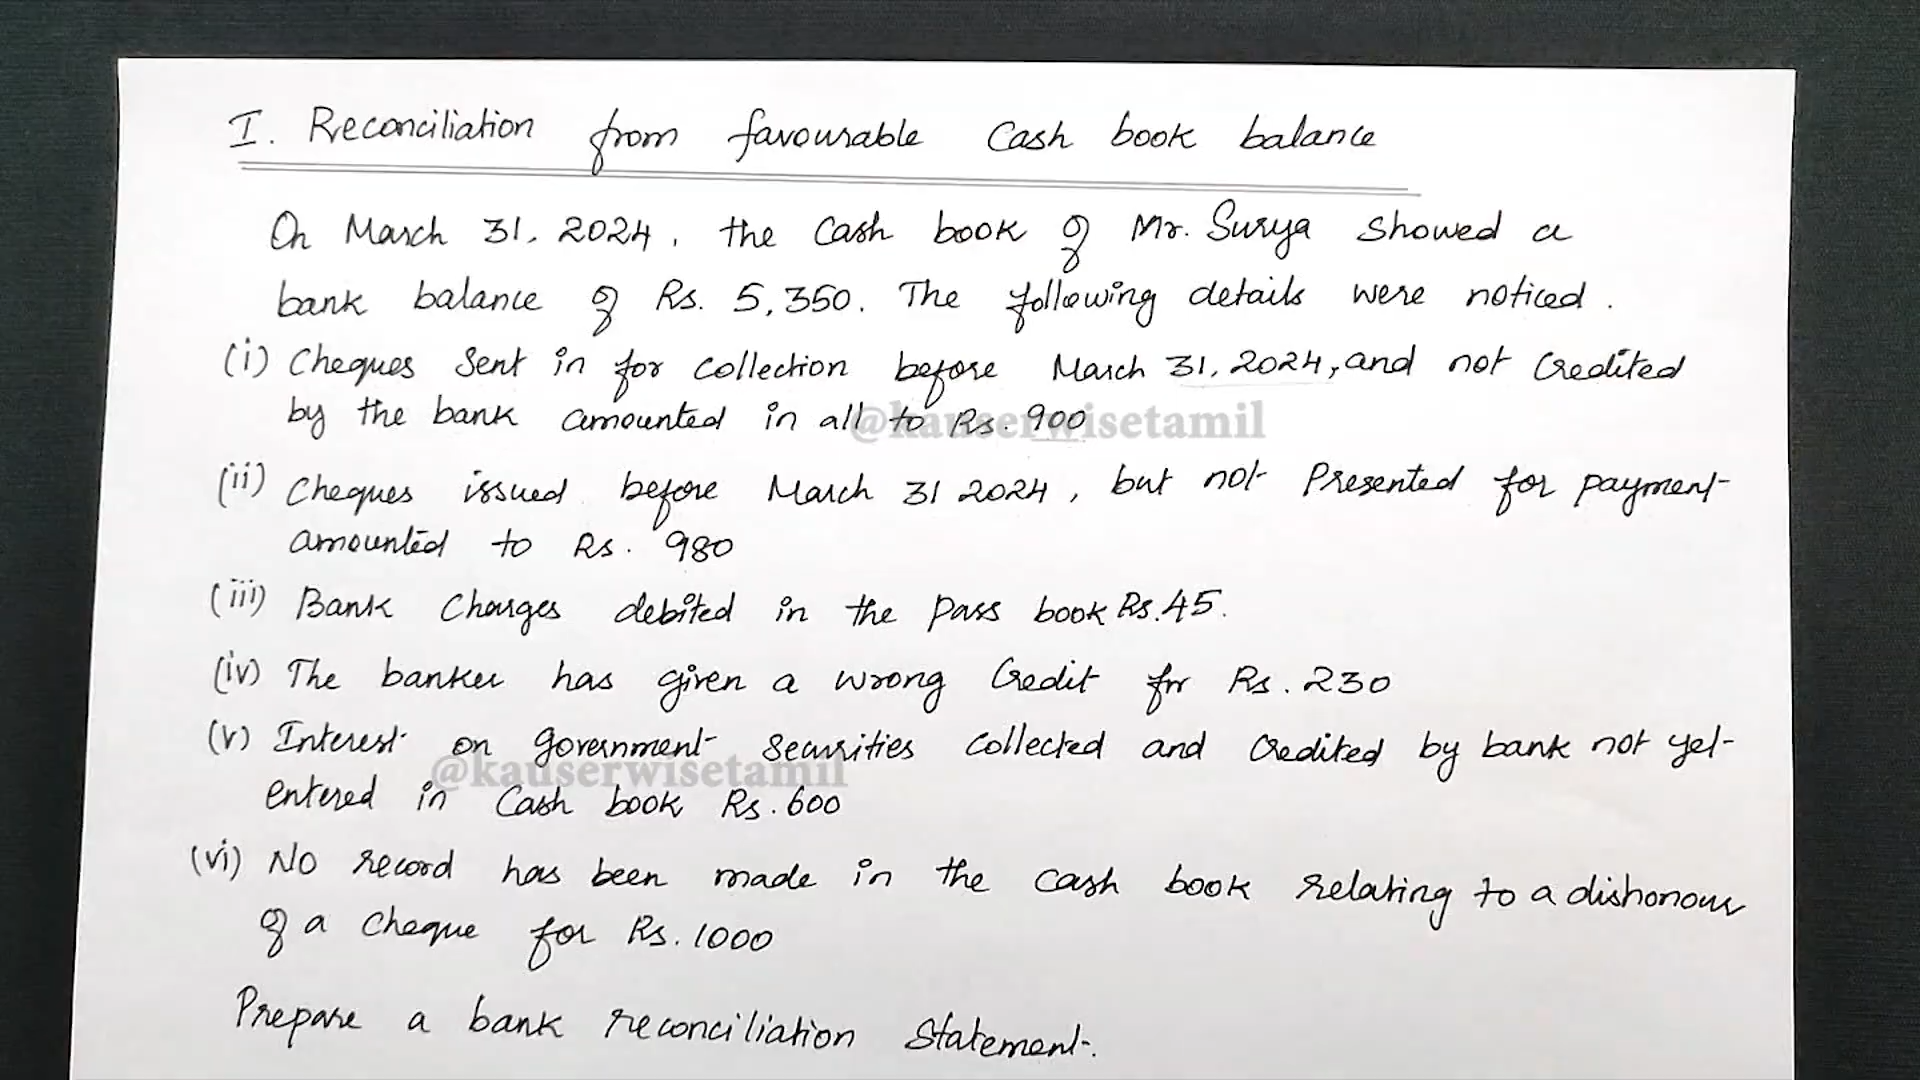 I. Reconciliation from favourable Cash book balance
On March 31, 2024, the Cash book of Mr. Surya Showed a
bank balance of Rs. 5,350. The following details were noticed.
(i) Cheques Sent in for collection before March 31, 2024, and not Credited
by the bank amounted in all to Rs. 900
@kauserwisetamil
(ii) Cheques issued before March 31 2024, but not Presented for payment
amounted to Rs. 980
(iii) Bank Charges debited in the Pass book Rs. 45.
(iv) The banker has given a wrong Credit for Rs. 230
(v) Interest on government Securities Collected and Credited by bank not yet
@kauserwisetamil
entered in Cash book Rs. 600
(vi) No record has been made in the cash book relating to a dishonour
of a Cheque for Rs. 1000
Prepare a bank reconciliation Statement.